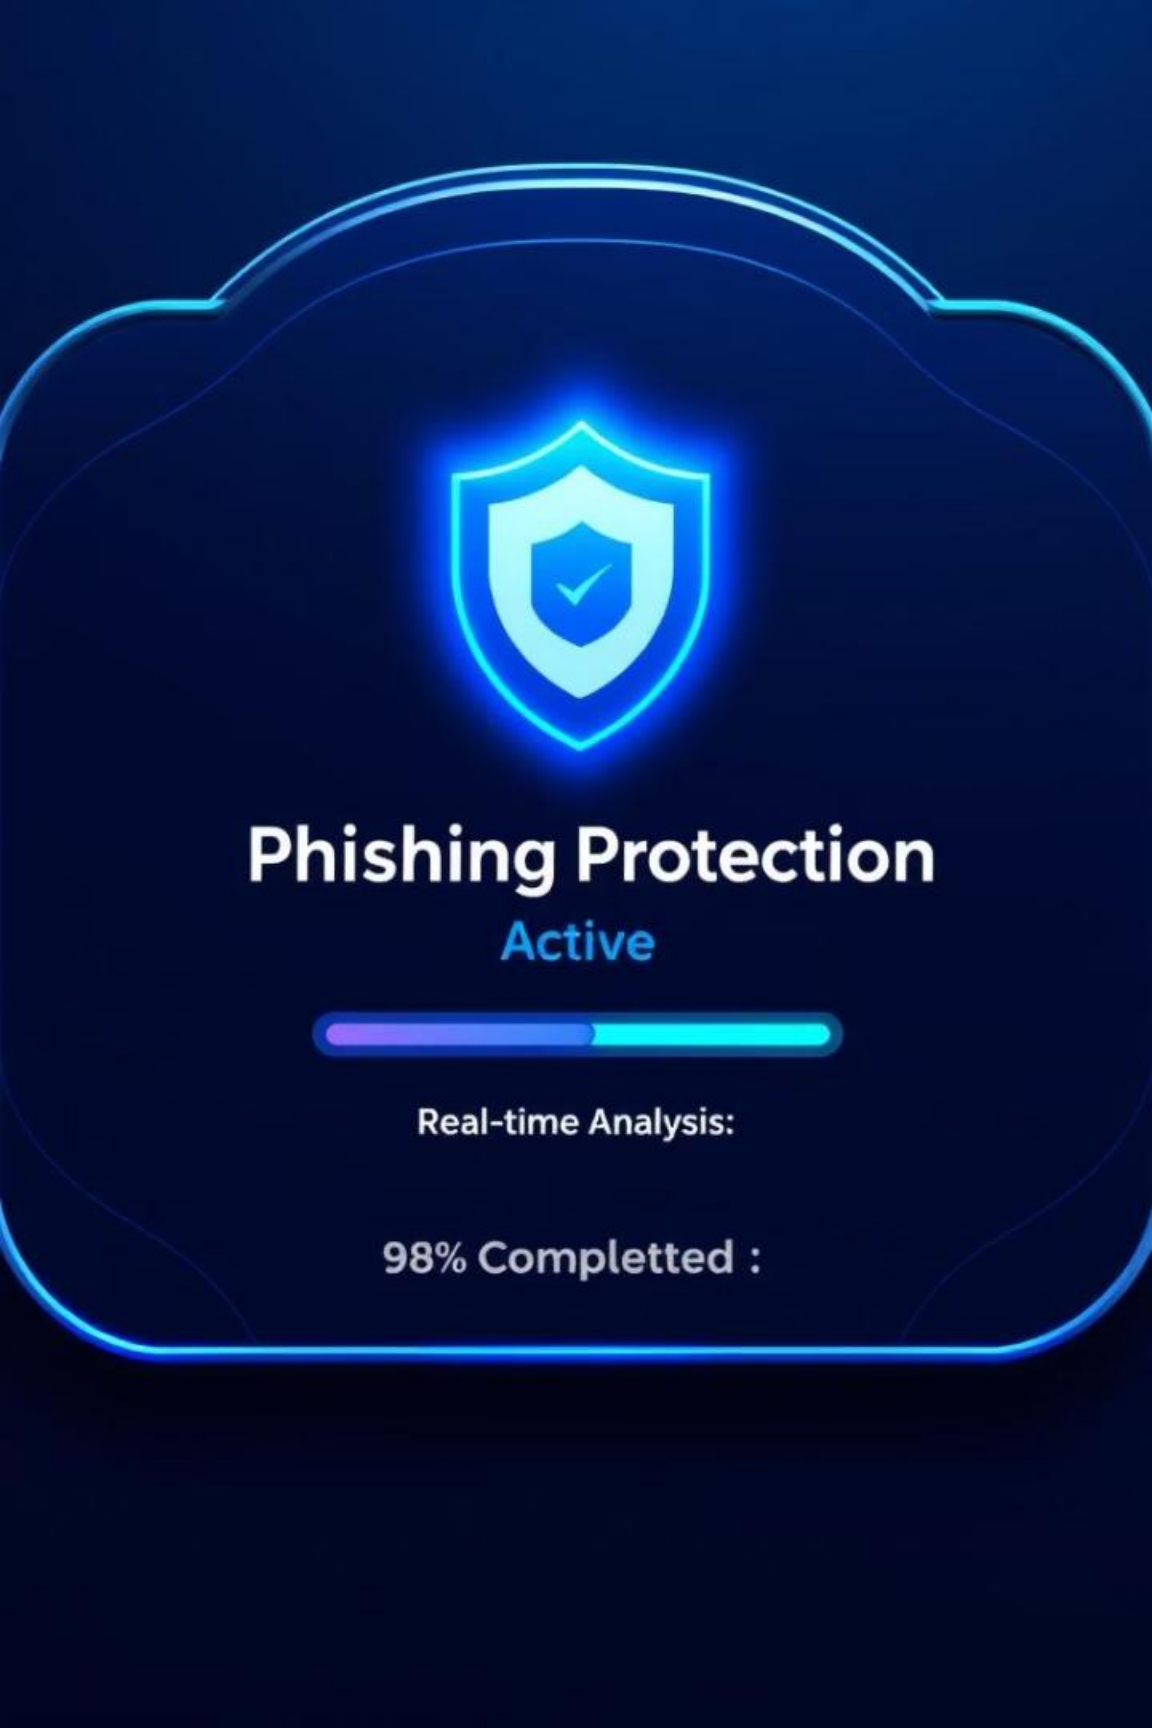 Phishing Protection
Active
Real-time Analysis:
98% Completted :